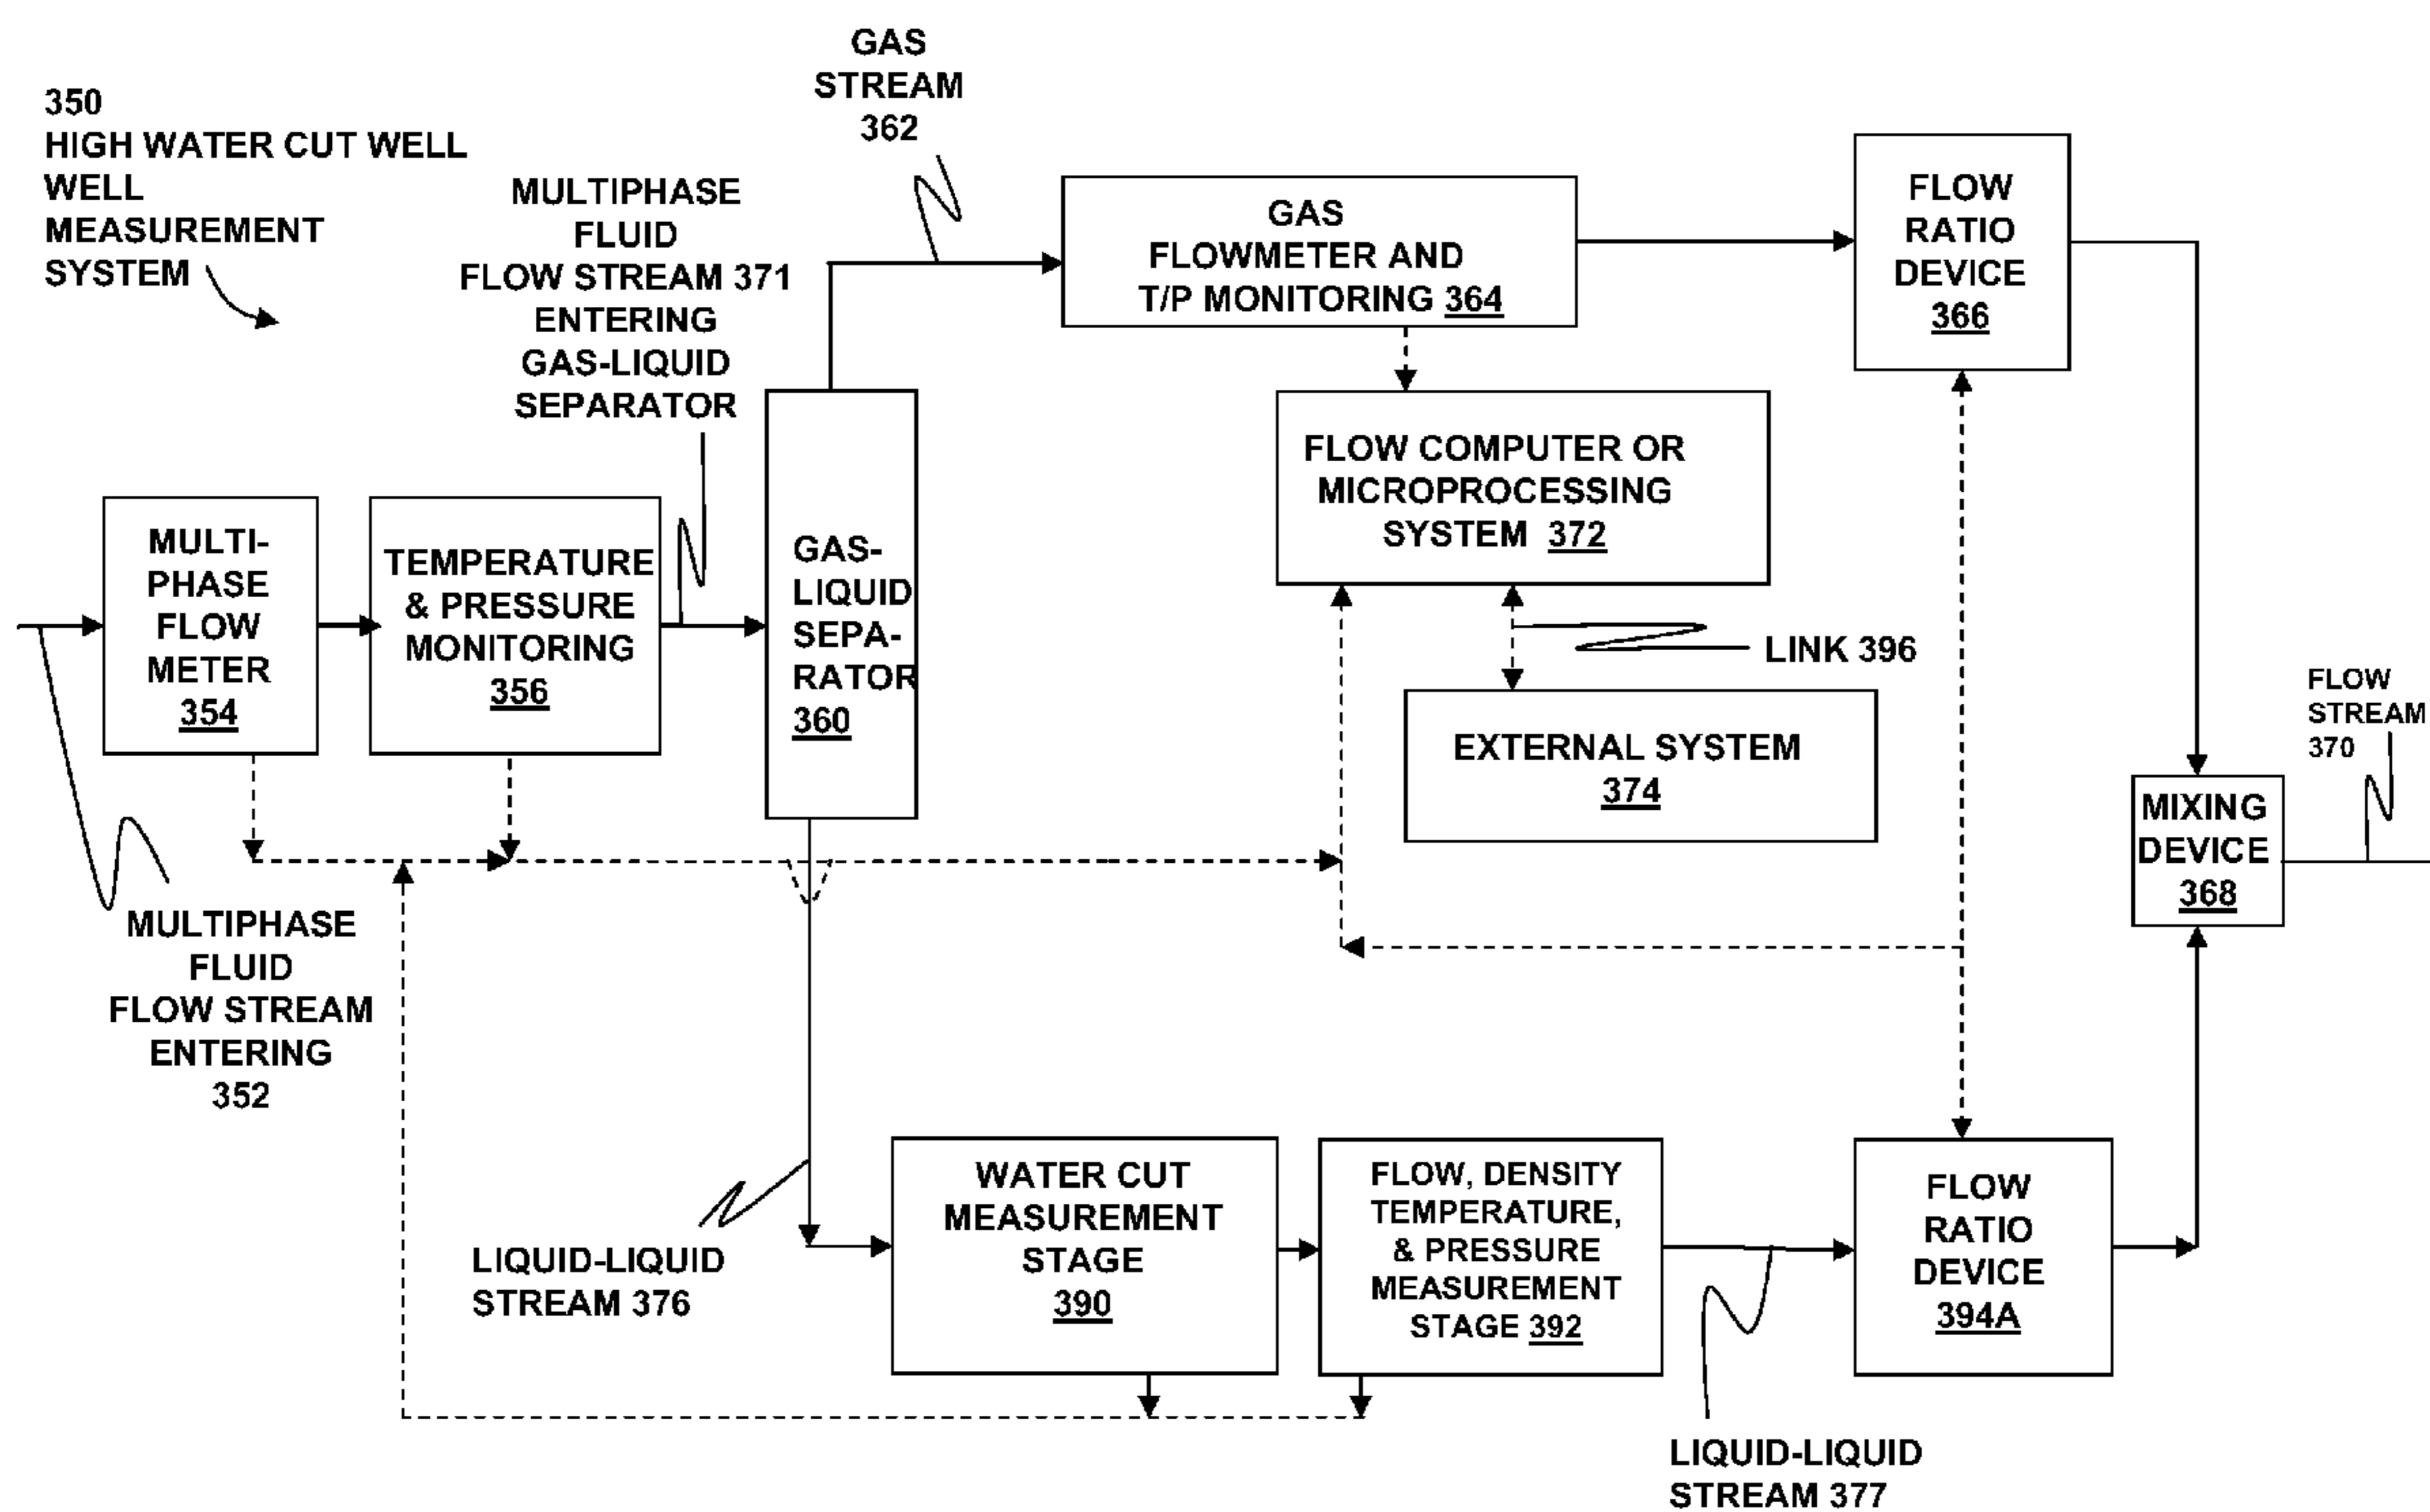 350
HIGH WATER CUT WELL
WELL
MEASUREMENT
SYSTEM
MULTIPHASE
FLUID
FLOW STREAM 371
ENTERING
GAS-LIQUID
SEPARATOR
GAS
STREAM
362
GAS
FLOWMETER AND
T/P MONITORING 364
FLOW
RATIO
DEVICE
366
MULTI-
PHASE
FLOW
METER
354
TEMPERATURE
& PRESSURE
MONITORING
356
GAS-
LIQUID
SEPA-
RATOR
360
FLOW COMPUTER OR
MICROPROCESSING
SYSTEM 372
LINK 396
EXTERNAL SYSTEM
374
FLOW
STREAM
370
MIXING
DEVICE
368
MULTIPHASE
FLUID
FLOW STREAM
ENTERING
352
LIQUID-LIQUID
STREAM 376
WATER CUT
MEASUREMENT
STAGE
390
FLOW, DENSITY
TEMPERATURE,
& PRESSURE
MEASUREMENT
STAGE 392
FLOW
RATIO
DEVICE
394A
LIQUID-LIQUID
STREAM 377